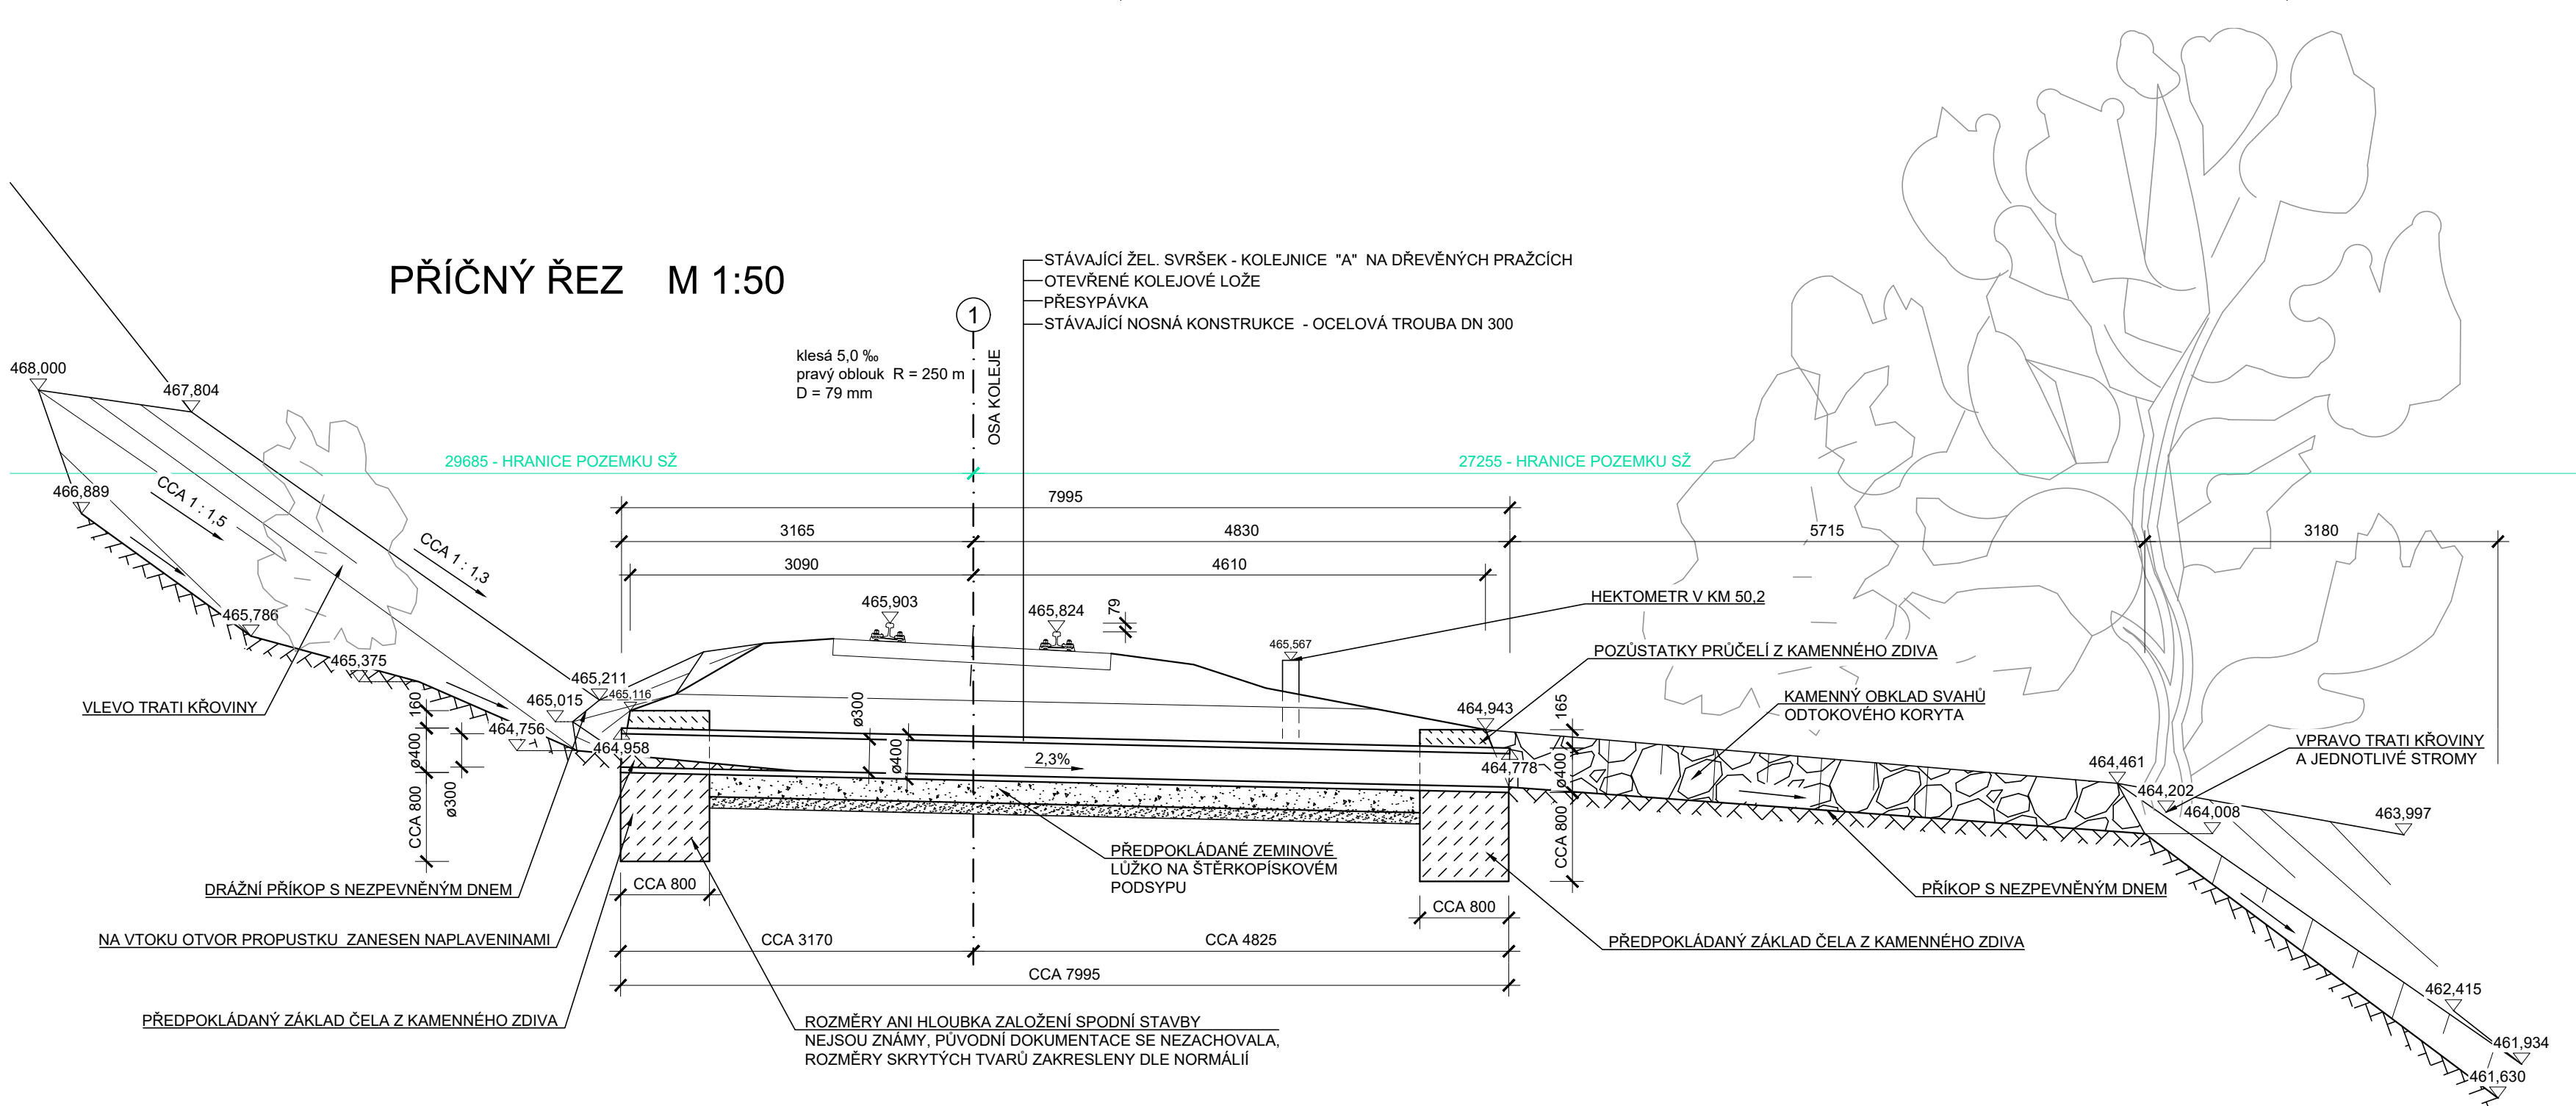 PŘÍČNÝ ŘEZ M 1:50
STÁVAJÍCÍ ŽEL. SVRŠEK - KOLEJNICE "A" NA DŘEVĚNÝCH PRAŽCÍCH
OTEVŘENÉ KOLEJOVÉ LOŽE
PŘESYPÁVKA
STÁVAJÍCÍ NOSNÁ KONSTRUKCE - OCELOVÁ TROUBA DN 300
1
OSA KOLEJE
klesá 5,0 ‰
pravý oblouk R = 250 m
D = 79 mm
468,000
467,804
29685 - HRANICE POZEMKU SŽ
27255 - HRANICE POZEMKU SŽ
466,889
CCA 1 : 1,5
CCA 1 : 1,3
7995
3165
4830
5715
3180
3090
4610
465,903
465,824
79
HEKTOMETR V KM 50,2
465,786
465,567
POZŮSTATKY PRŮČELÍ Z KAMENNÉHO ZDIVA
465,375
465,211
465,116
465,015
KAMENNÝ OBKLAD SVAHŮ
ODTOKOVÉHO KORYTA
VLEVO TRATI KŘOVINY
160
464,756
464,958
ø300
ø400
464,943
165
VPRAVO TRATI KŘOVINY
A JEDNOTLIVÉ STROMY
ø400
ø300
CCA 800
2,3%
464,778
ø400
CCA 800
464,461
464,202
464,008
463,997
PŘEDPOKLÁDANÉ ZEMINOVÉ
LŮŽKO NA ŠTĚRKOPÍSKOVÉM
PODSYPU
DRÁŽNÍ PŘÍKOP S NEZPEVNĚNÝM DNEM
CCA 800
CCA 800
PŘÍKOP S NEZPEVNĚNÝM DNEM
NA VTOKU OTVOR PROPUSTKU ZANESEN NAPLAVENINAMI
CCA 3170
CCA 4825
PŘEDPOKLÁDANÝ ZÁKLAD ČELA Z KAMENNÉHO ZDIVA
CCA 7995
462,415
PŘEDPOKLÁDANÝ ZÁKLAD ČELA Z KAMENNÉHO ZDIVA
ROZMĚRY ANI HLOUBKA ZALOŽENÍ SPODNÍ STAVBY
NEJSOU ZNÁMY, PŮVODNÍ DOKUMENTACE SE NEZACHOVALA,
ROZMĚRY SKRYTÝCH TVARŮ ZAKRESLENY DLE NORMÁLIÍ
461,934
461,630